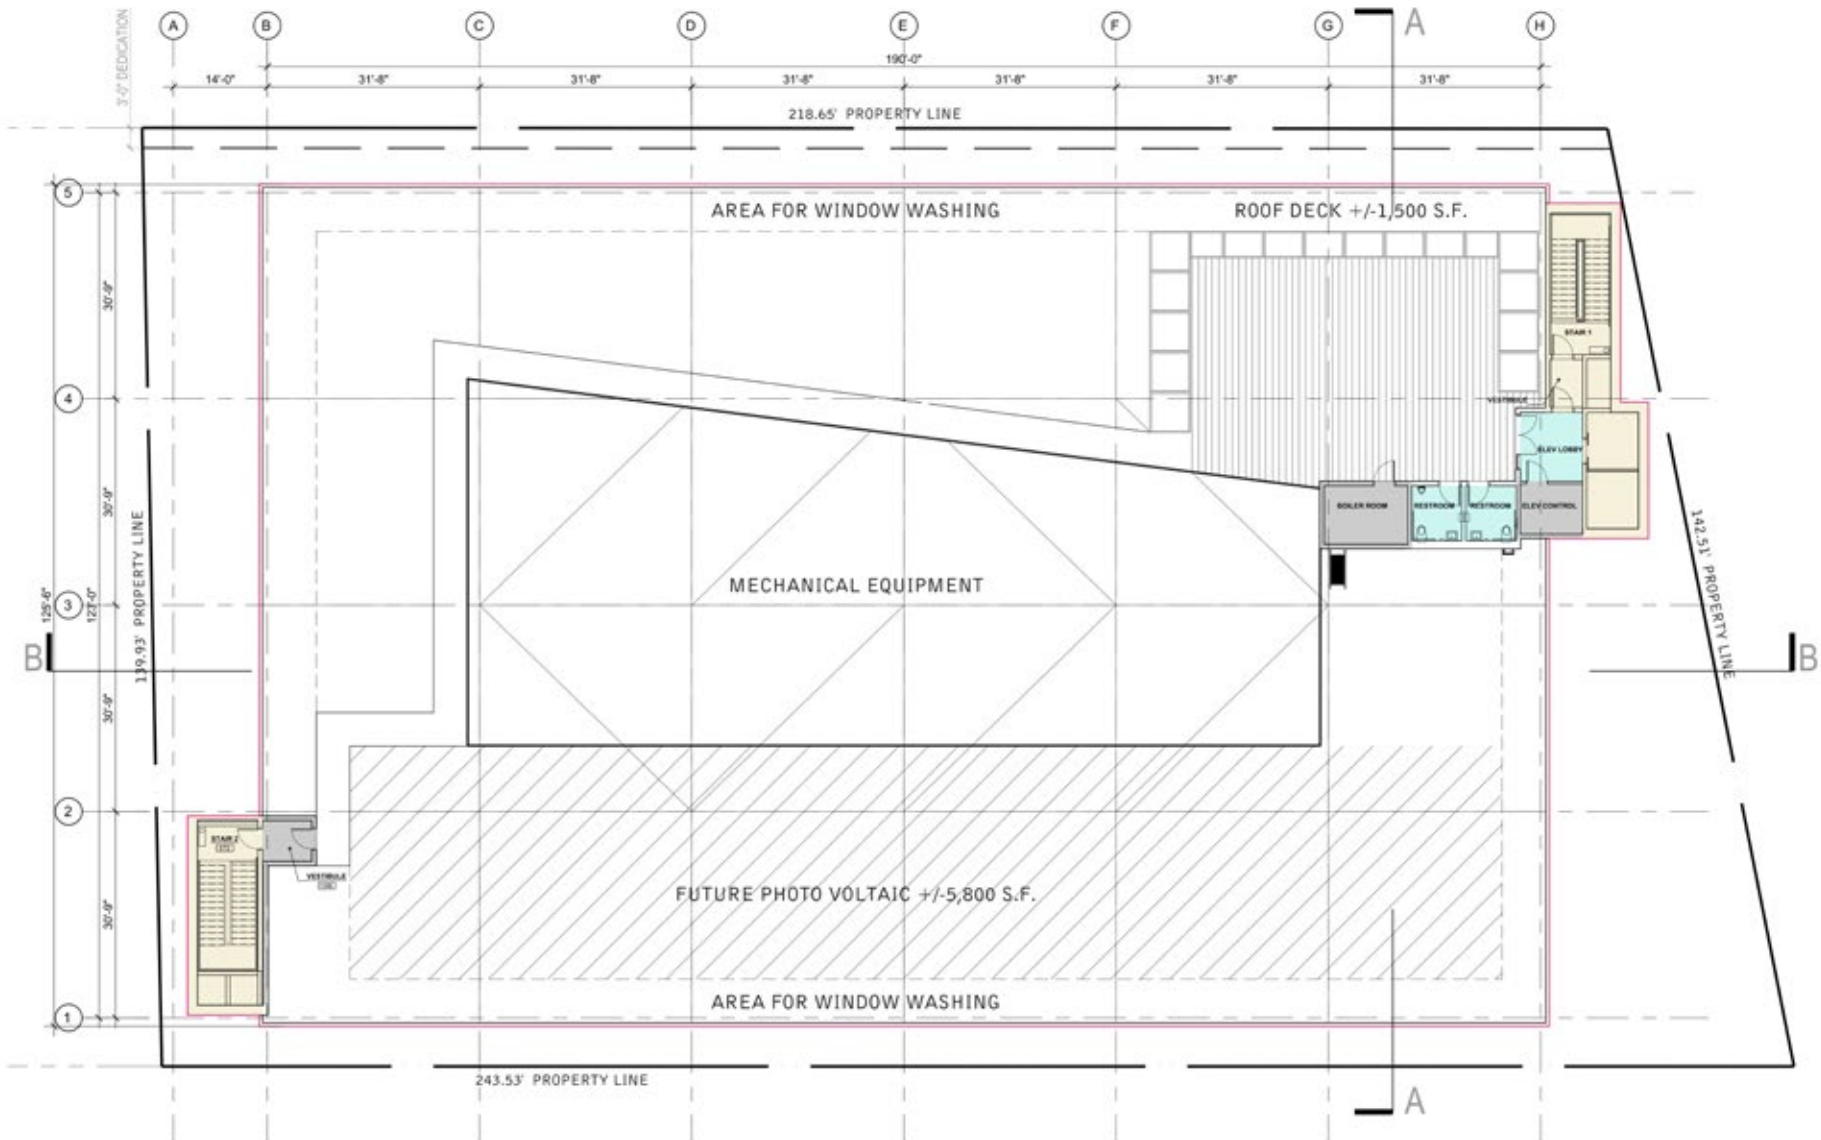 A B C D E F G H
A
3'-0" DEDICATION
190'-0"
14'-0" 31'-8" 31'-8" 31'-8" 31'-8" 31'-8" 31'-8"
218.65' PROPERTY LINE
5
AREA FOR WINDOW WASHING
ROOF DECK +/-1,500 S.F.
30'-9"
STAIR 1
4
VESTIBULE
ELEV LOBBY
30'-9"
BOILER ROOM
RESTROOM
RESTROOM
ELEV CONTROL
139.93' PROPERTY LINE
142.51' PROPERTY LINE
MECHANICAL EQUIPMENT
125'-6"
3
123'-0"
B
B
30'-9"
2
STAIR 2
VESTIBULE
FUTURE PHOTO VOLTAIC +/-5,800 S.F.
30'-9"
AREA FOR WINDOW WASHING
1
243.53' PROPERTY LINE
A